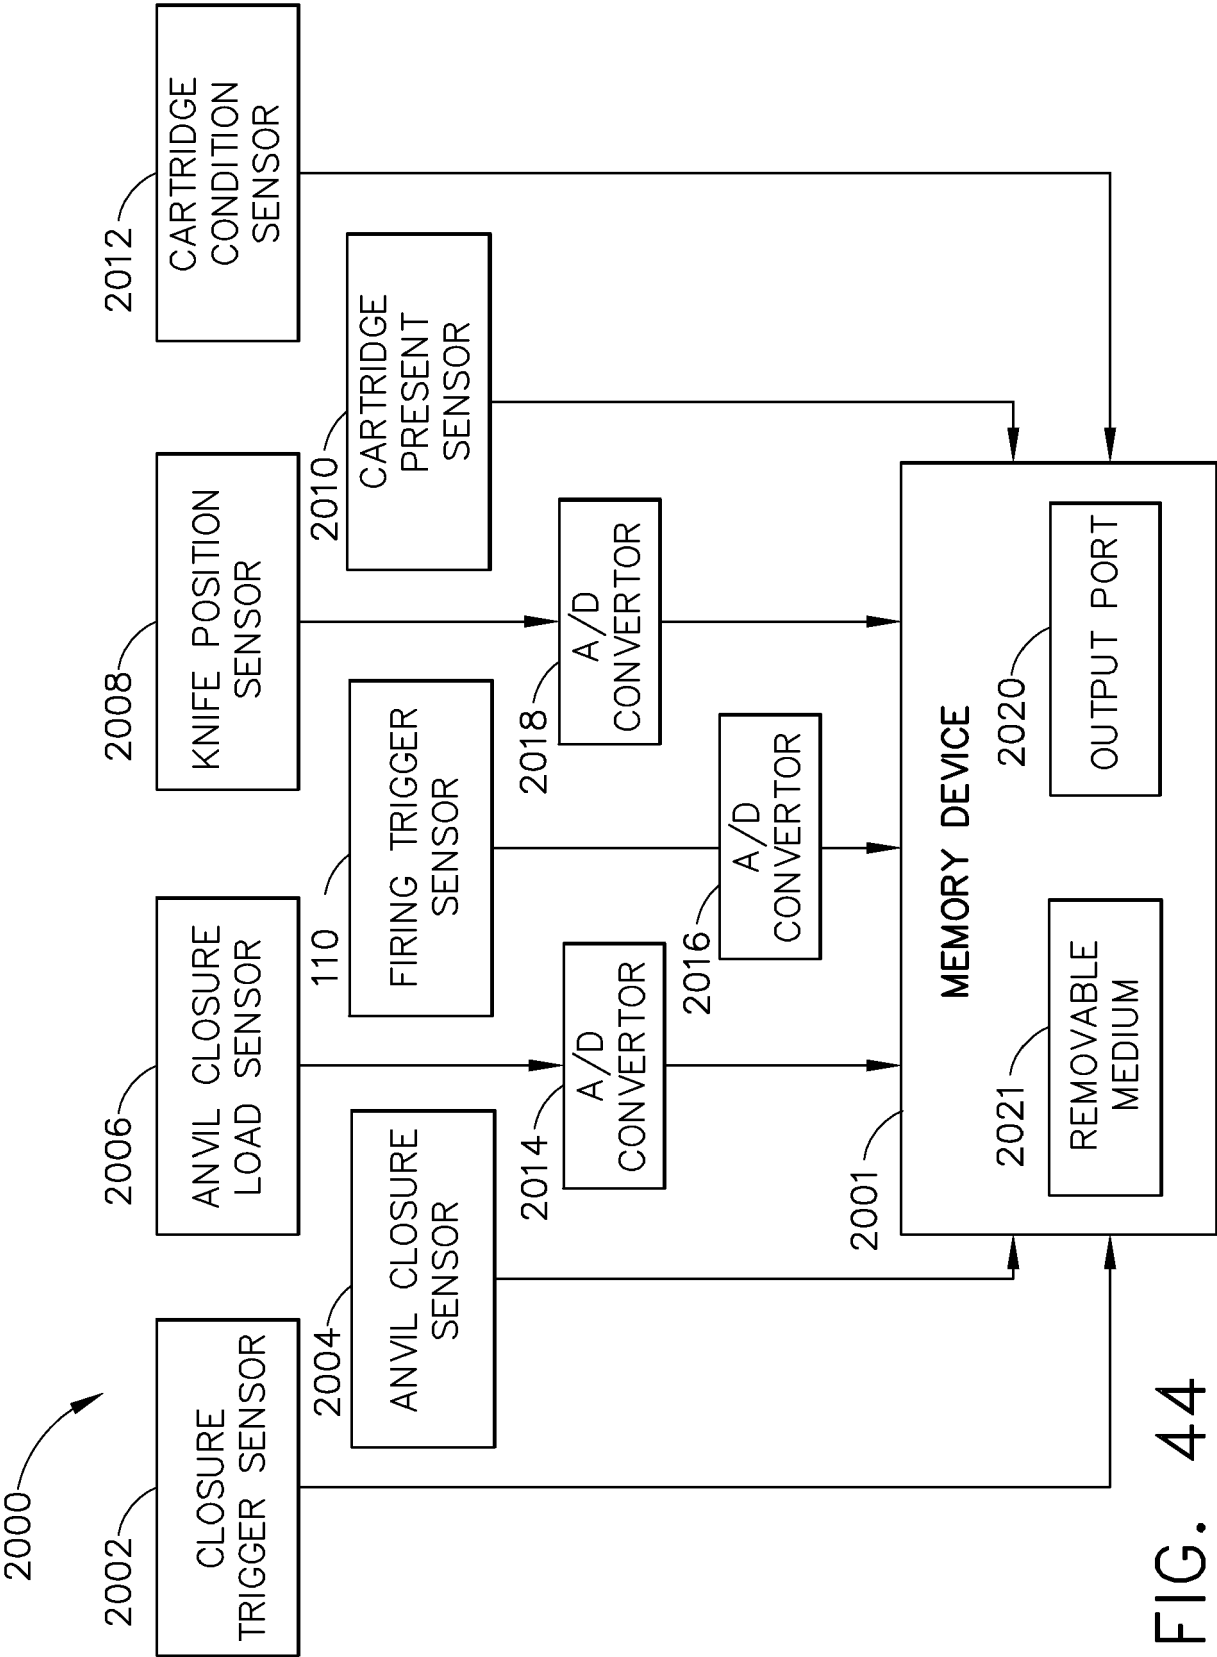 2000
2002
CLOSURE
TRIGGER SENSOR
2006
ANVIL CLOSURE
LOAD SENSOR
2008
KNIFE POSITION
SENSOR
2012
CARTRIDGE
CONDITION
SENSOR
2004
ANVIL CLOSURE
SENSOR
110
FIRING TRIGGER
SENSOR
2010
CARTRIDGE
PRESENT
SENSOR
2014
A/D
CONVERTOR
2018
A/D
CONVERTOR
2016
A/D
CONVERTOR
2001
MEMORY DEVICE
2021
REMOVABLE
MEDIUM
2020
OUTPUT PORT
FIG. 44